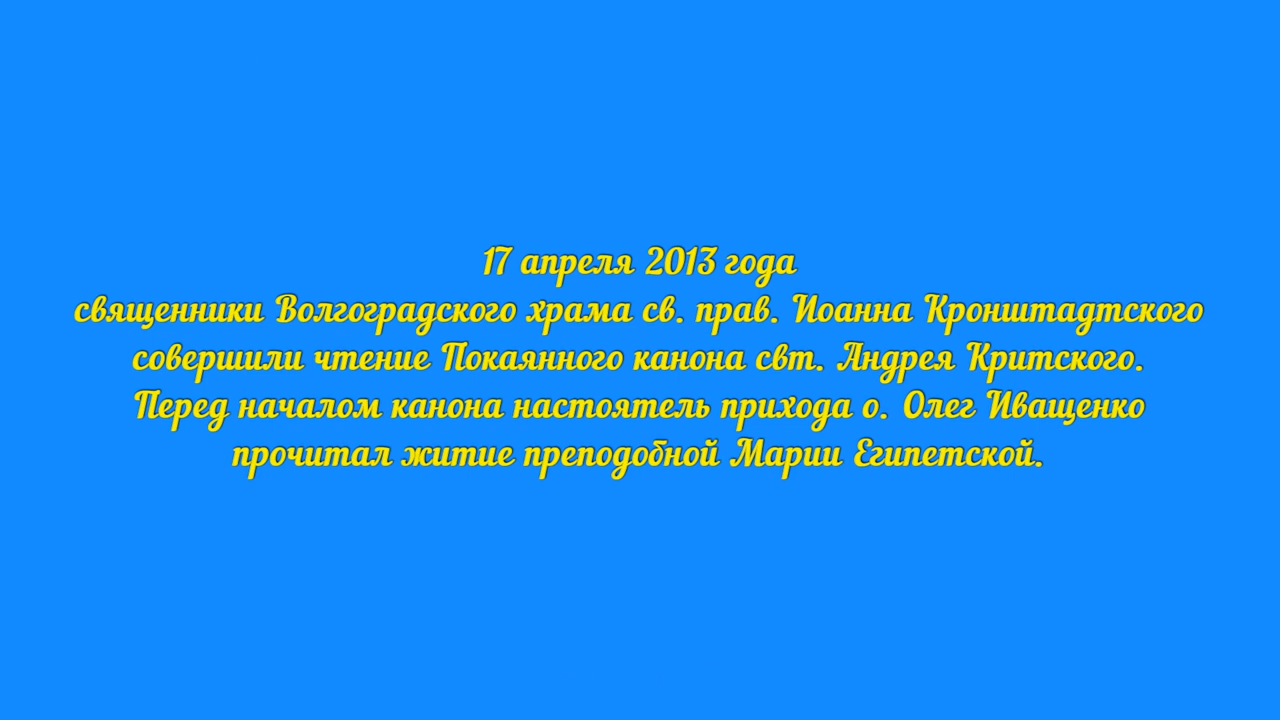 17 апреля 2013 года
священники Волгоградского храма св. прав. Иоанна Кронштадтского
совершили чтение Покаянного канона свт. Андрея Критского.
Перед началом канона настоятель прихода о. Олег Иващенко
прочитал житие преподобной Марии Египетской.